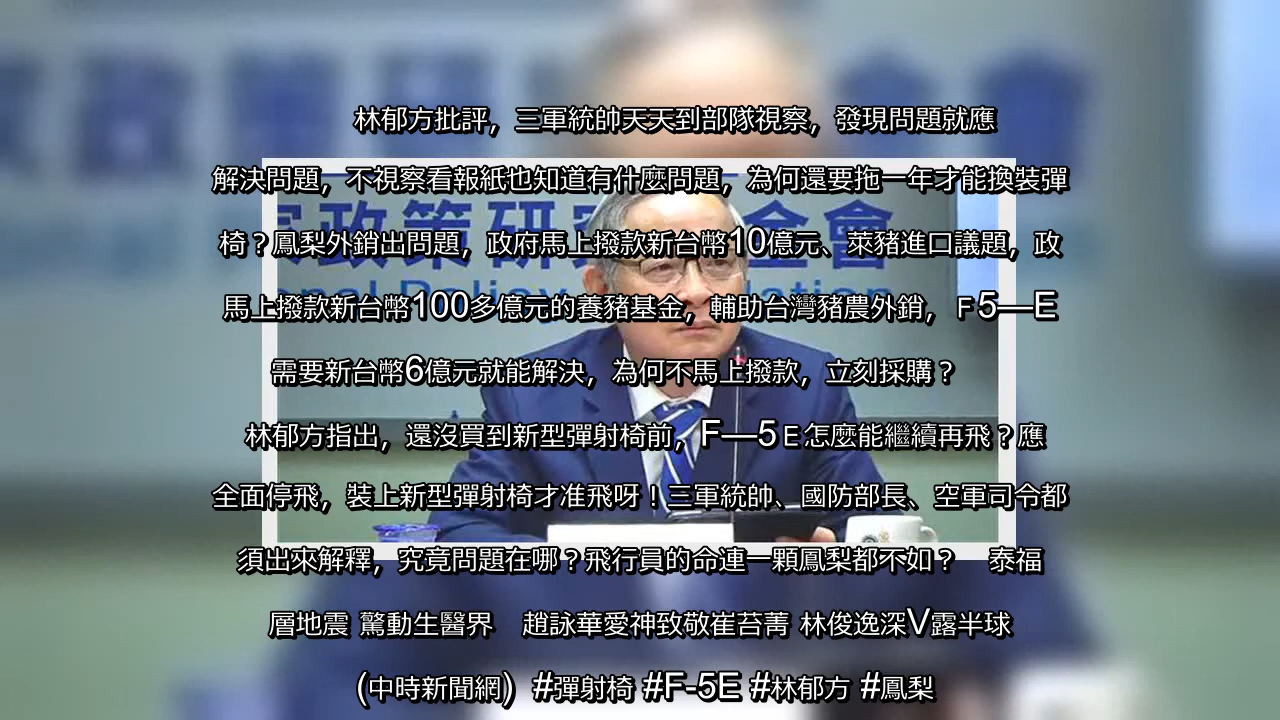 林郁方批評，三軍統帥天天到部隊視察，發現問題就應
解決問題，不視察看報紙也知道有什麼問題，為何還要拖一年才能換裝彈
椅？鳳梨外銷出問題，政府馬上撥款新台幣10億元、萊豬進口議題，政
馬上撥款新台幣100多億元的養豬基金，輔助台灣豬農外銷，Ｆ5—E
需要新台幣6億元就能解決，為何不馬上撥款，立刻採購？
林郁方指出，還沒買到新型彈射椅前，F—5Ｅ怎麼能繼續再飛？應
全面停飛，裝上新型彈射椅才准飛呀！三軍統帥、國防部長、空軍司令都
須出來解釋，究竟問題在哪？飛行員的命連一顆鳳梨都不如？ 泰福
層地震 驚動生醫界 趙詠華愛神致敬崔苔菁 林俊逸深V露半球
(中時新聞網) #彈射椅 #F-5E #林郁方 #鳳梨